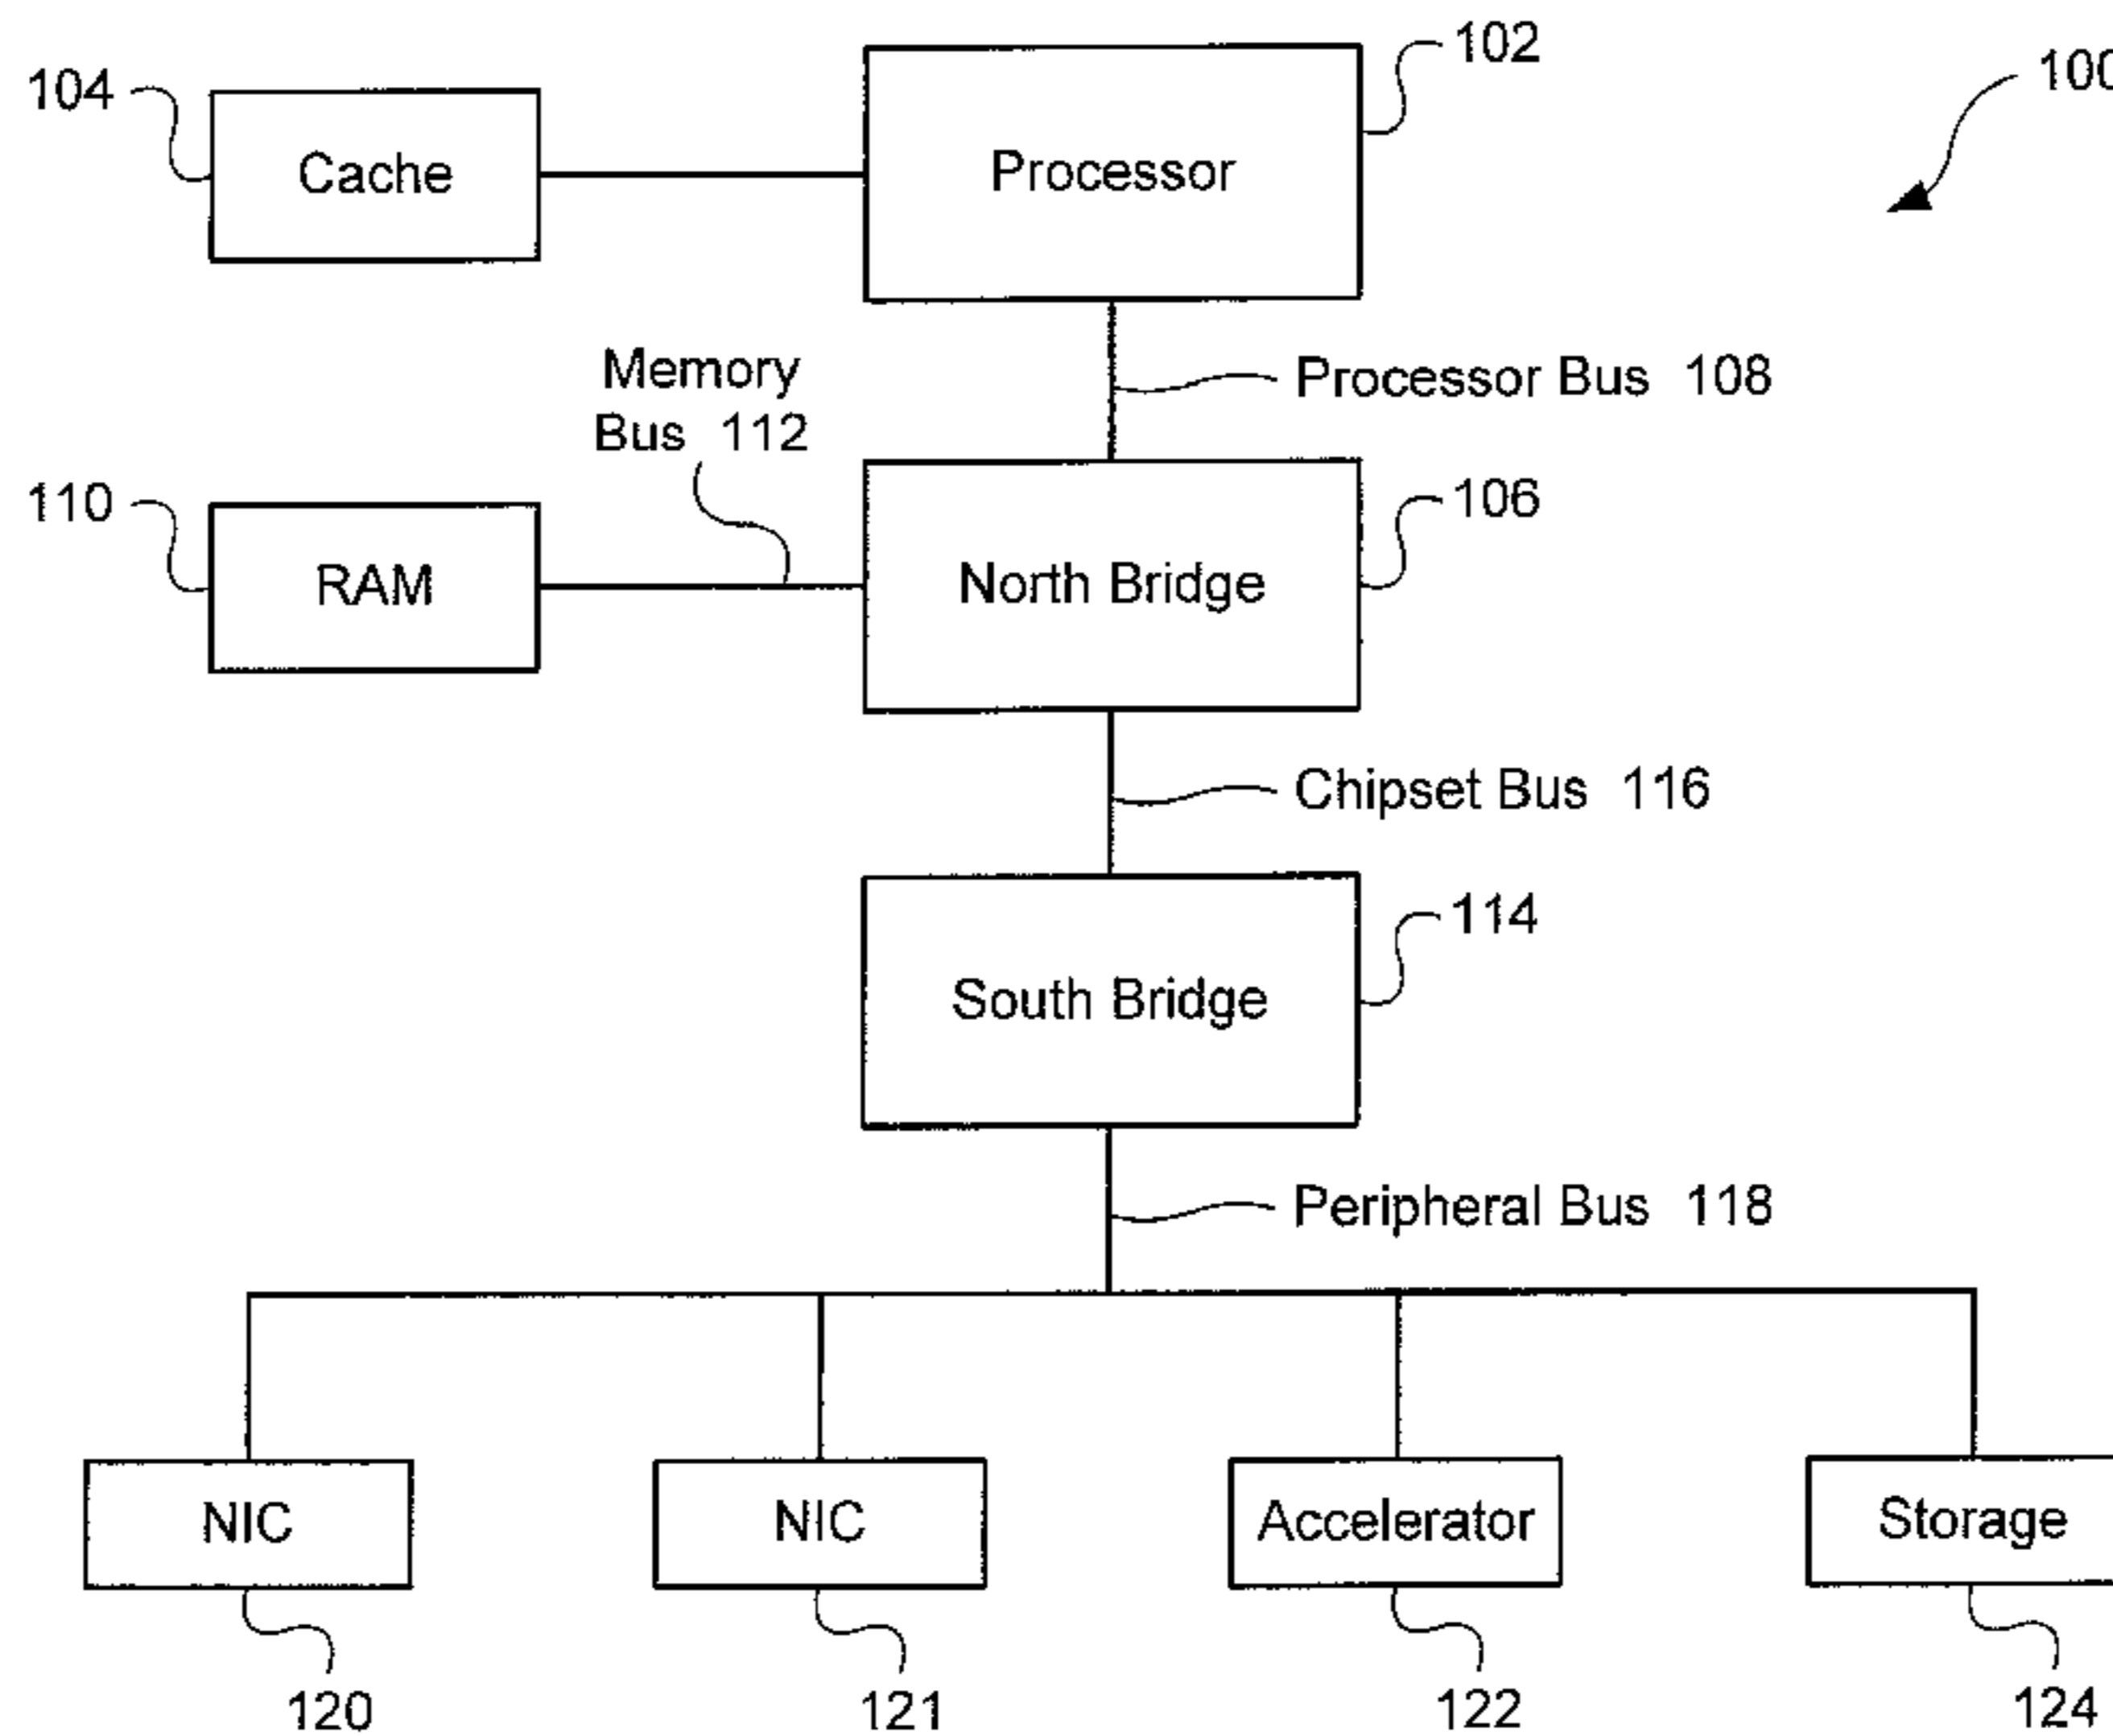 102
100
104
Cache
Processor
Memory
Bus 112
Processor Bus 108
110
106
RAM
North Bridge
Chipset Bus 116
114
South Bridge
Peripheral Bus 118
NIC
NIC
Accelerator
Storage
120
121
122
124